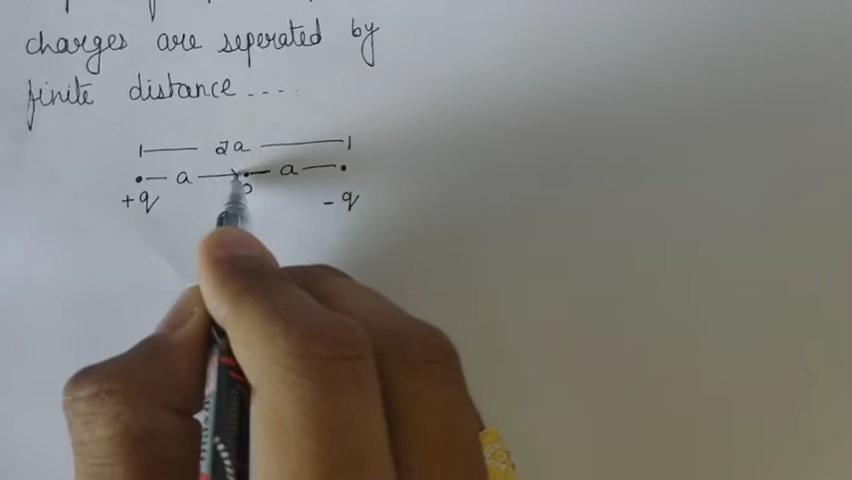 charges are seperated by
finite distance....
2a
a a
+q - q